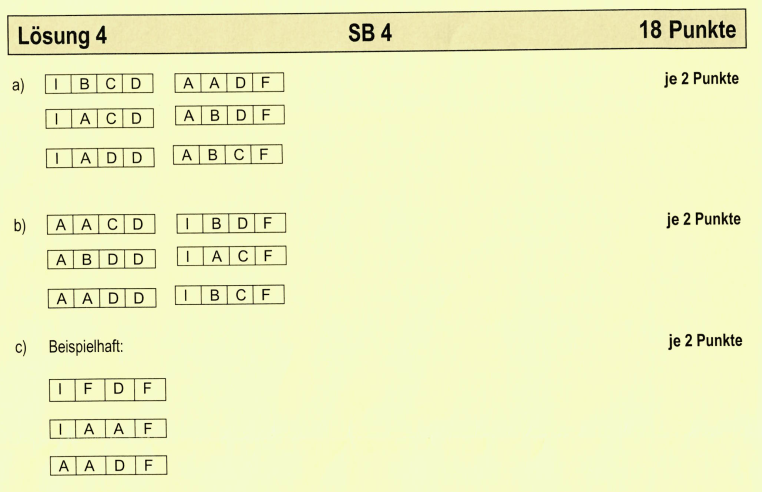 Lösung 4 SB 4 18 Punkte
a) I B C D A A D F je 2 Punkte
I A C D A B D F
I A D D A B C F
b) A A C D I B D F je 2 Punkte
A B D D I A C F
A A D D I B C F
c) Beispielhaft: je 2 Punkte
I F D F
I A A F
A A D F